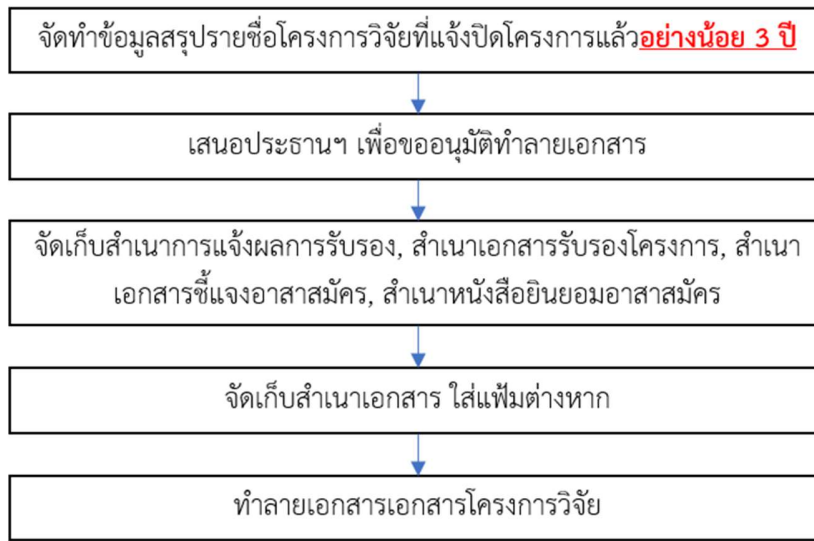 จัดทำข้อมูลสรุปรายชื่อโครงการวิจัยที่แจ้งปิดโครงการแล้วอย่างน้อย 3 ปี
เสนอประธานฯ เพื่อขออนุมัติทำลายเอกสาร
จัดเก็บสำเนาการแจ้งผลการรับรอง, สำเนาเอกสารรับรองโครงการ, สำเนา
เอกสารชี้แจงอาสาสมัคร, สำเนาหนังสือยินยอมอาสาสมัคร
จัดเก็บสำเนาเอกสาร ใส่แฟ้มต่างหาก
ทำลายเอกสารเอกสารโครงการวิจัย